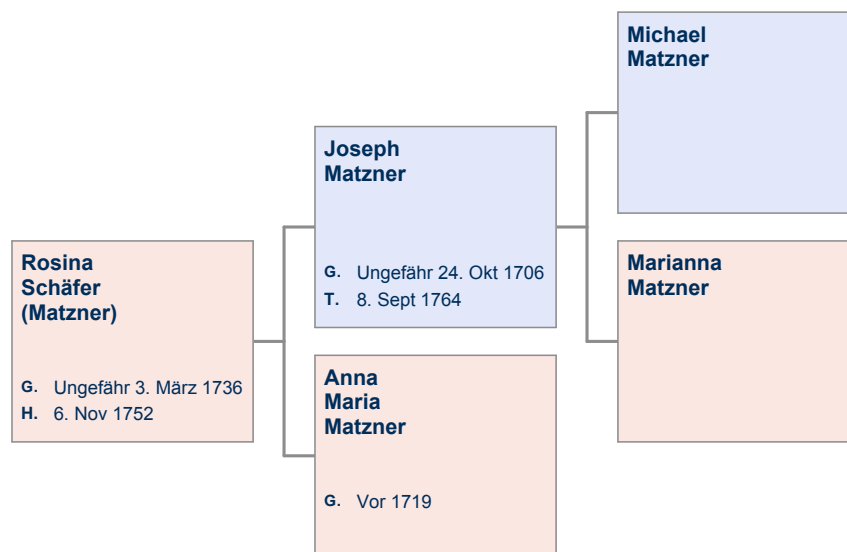 Michael
Matzner
Joseph
Matzner
G. Ungefähr 24. Okt 1706
T. 8. Sept 1764
Rosina
Schäfer
(Matzner)
G. Ungefähr 3. März 1736
H. 6. Nov 1752
Marianna
Matzner
Anna
Maria
Matzner
G. Vor 1719